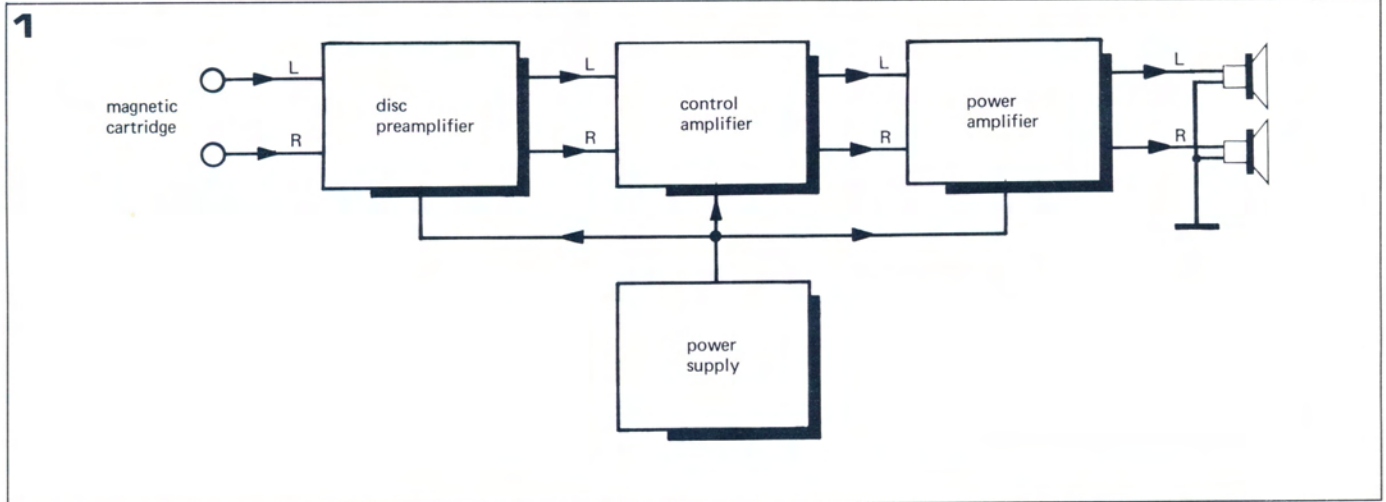 1
magnetic
cartridge
L
R
disc
preamplifier
L
R
control
amplifier
L
R
power
amplifier
L
R
power
supply